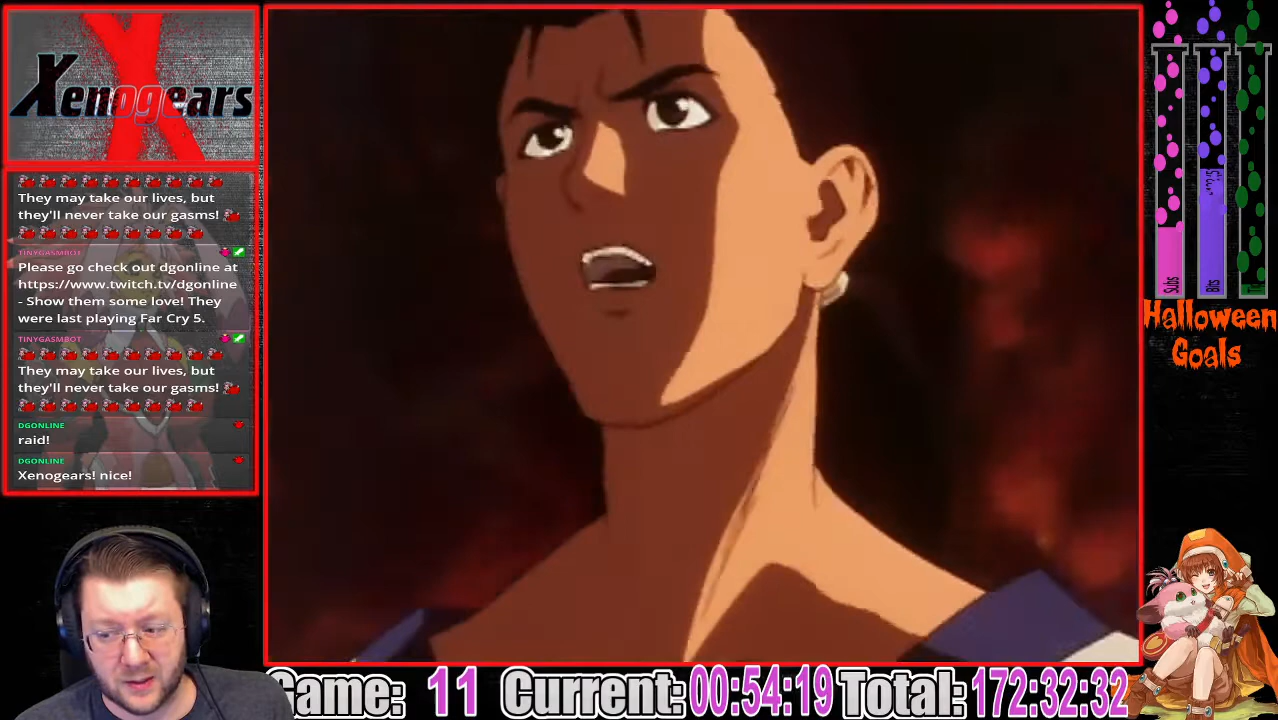 Xenogears
They may take our lives, but
they'll never take our gasms!
TINYGASMBOT
Please go check out dgonline at
https://www.twitch.tv/dgonline
- Show them some love! They
were last playing Far Cry 5.
TINYGASMBOT
They may take our lives, but
they'll never take our gasms!
DGONLINE
raid!
DGONLINE
Xenogears! nice!
Subs
Bits
Halloween
Goals
Game: 11 Current: 00:54:19 Total: 172:32:32